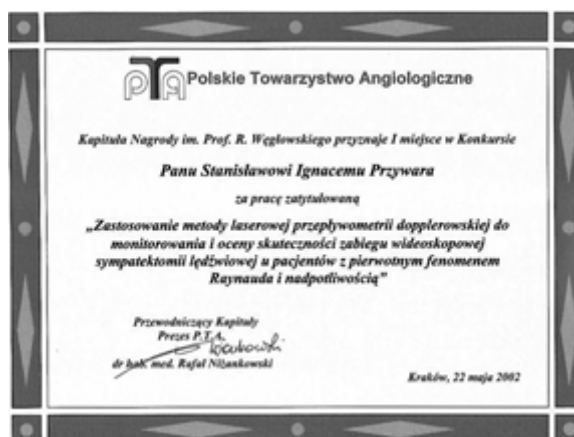 PTA Polskie Towarzystwo Angiologiczne
Kapituła Nagrody im. Prof. R. Węglowskiego przyznaje I miejsce w Konkursie
Panu Stanisławowi Ignacemu Przywara
za pracę zatytułowaną
„Zastosowanie metody laserowej przepływometrii dopplerowskiej do
monitorowania i oceny skuteczności zabiegu wideoskopowej
sympatektomii lędźwiowej u pacjentów z pierwotnym fenomenem
Raynauda i nadpotliwością”
Przewodniczący Kapituły
Prezes P.T.A.
dr hab. med. Rafał Niżankowski
Kraków, 22 maja 2002